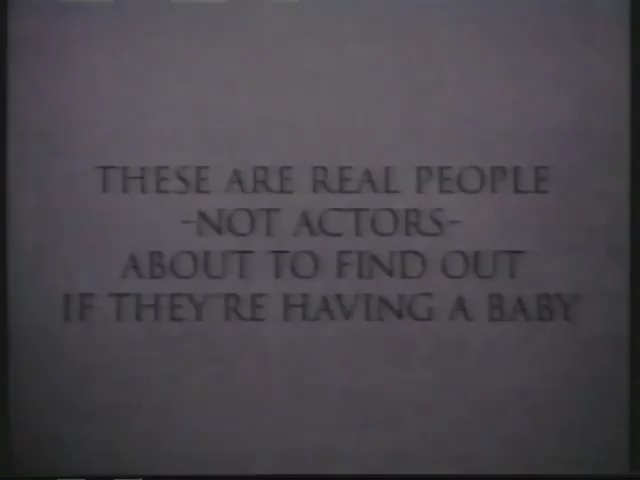 THESE ARE REAL PEOPLE
-NOT ACTORS-
ABOUT TO FIND OUT
IF THEY'RE HAVING A BABY